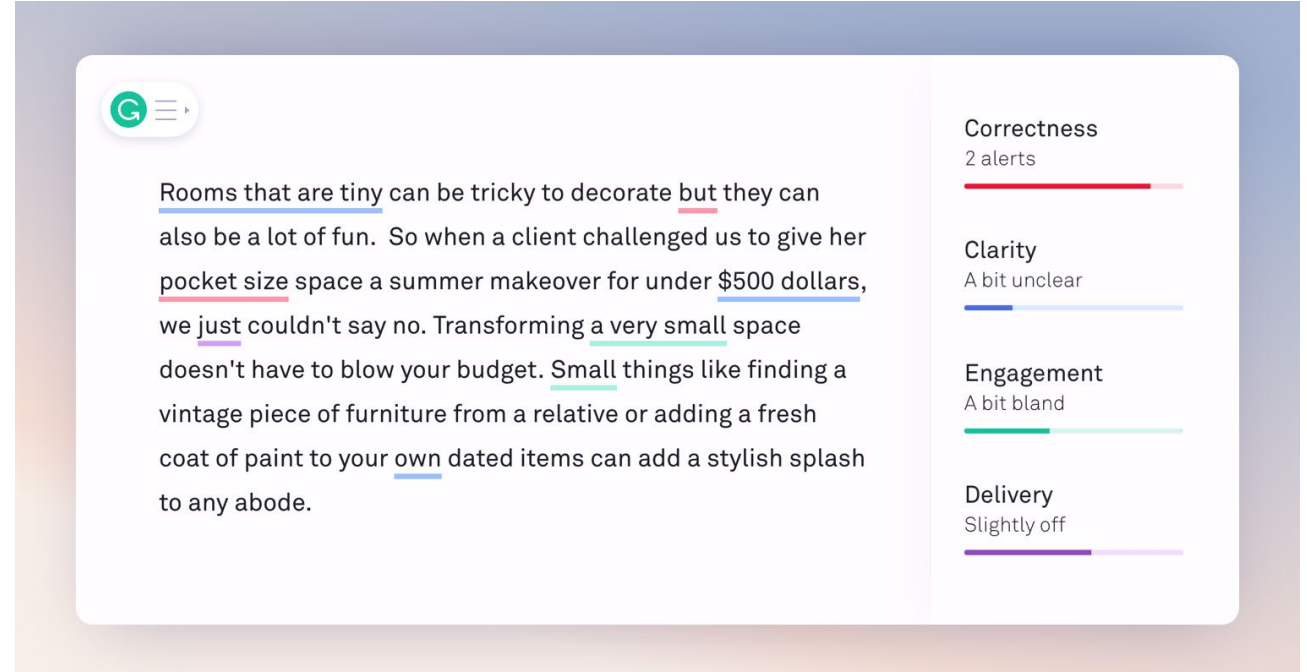 Rooms that are tiny can be tricky to decorate but they can
also be a lot of fun.  So when a client challenged us to give her
pocket size space a summer makeover for under $500 dollars,
we just couldn't say no. Transforming a very small space
doesn't have to blow your budget. Small things like finding a
vintage piece of furniture from a relative or adding a fresh
coat of paint to your own dated items can add a stylish splash
to any abode.
Correctness
2 alerts
Clarity
A bit unclear
Engagement
A bit bland
Delivery
Slightly off